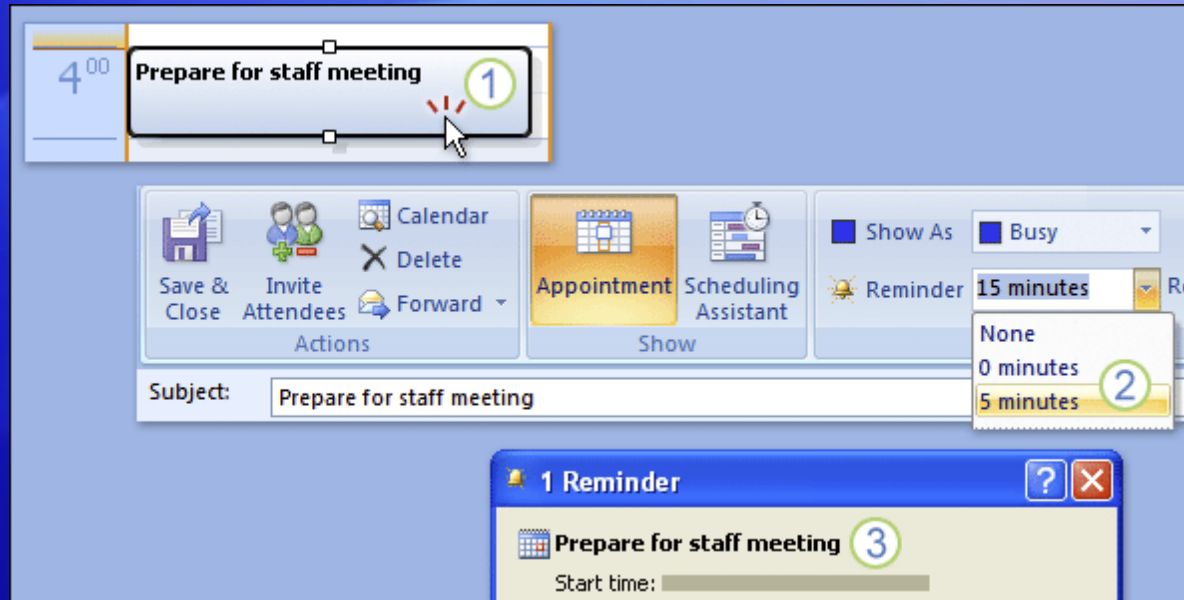 4 00
Prepare for staff meeting
1
Save & Close
Invite Attendees
Calendar
Delete
Forward
Actions
Appointment
Scheduling Assistant
Show
Show As
Busy
Reminder
15 minutes
None
0 minutes
5 minutes
2
Subject:
Prepare for staff meeting
1 Reminder
?
Prepare for staff meeting
3
Start time: